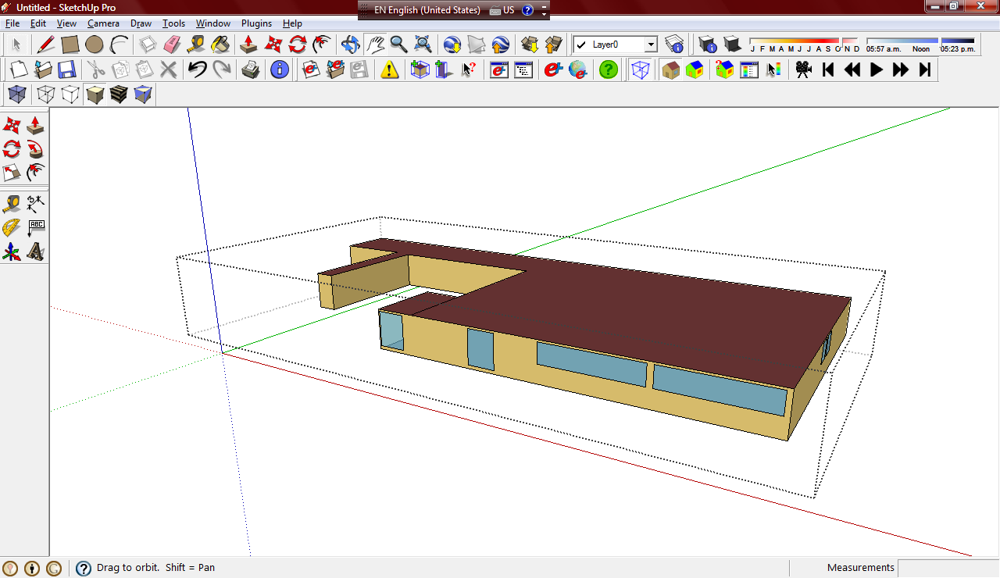 Untitled - SketchUp Pro
EN English (United States) US
File Edit View Camera Draw Tools Window Plugins Help
Layer0
J F M A M J J A S O N D
05:57 a.m. Noon 05:23 p.m.
ABC
Drag to orbit. Shift = Pan
Measurements